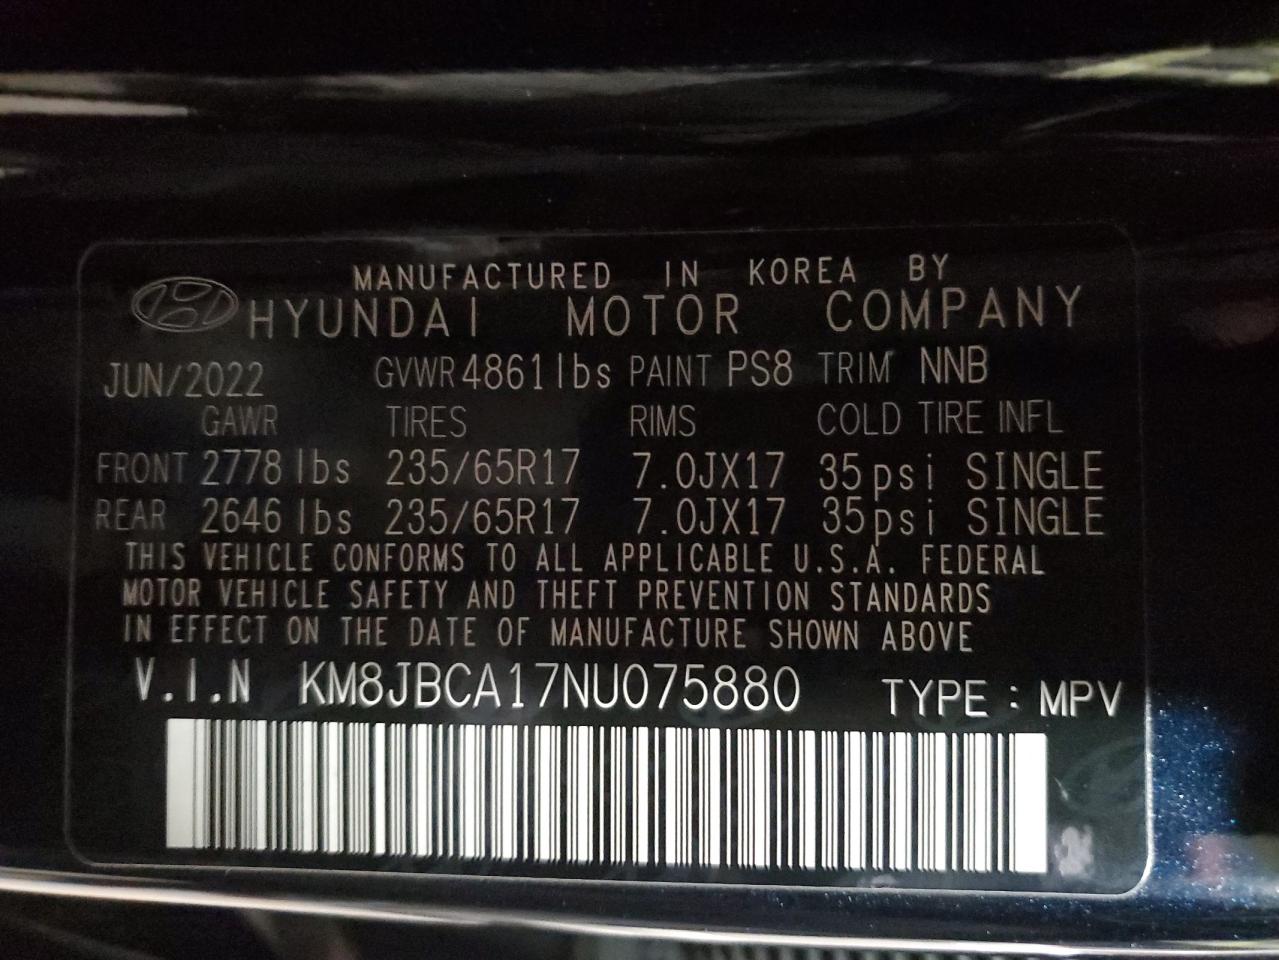 MANUFACTURED IN KOREA BY
HYUNDAI MOTOR COMPANY
JUN/2022 GVWR 4861 lbs PAINT PS8 TRIM NNB
GAWR TIRES RIMS COLD TIRE INFL
FRONT 2778 lbs 235/65R17 7.0JX17 35psi SINGLE
REAR 2646 lbs 235/65R17 7.0JX17 35psi SINGLE
THIS VEHICLE CONFORMS TO ALL APPLICABLE U.S.A. FEDERAL
MOTOR VEHICLE SAFETY AND THEFT PREVENTION STANDARDS
IN EFFECT ON THE DATE OF MANUFACTURE SHOWN ABOVE
V.I.N KM8JBCA17NU075880 TYPE : MPV